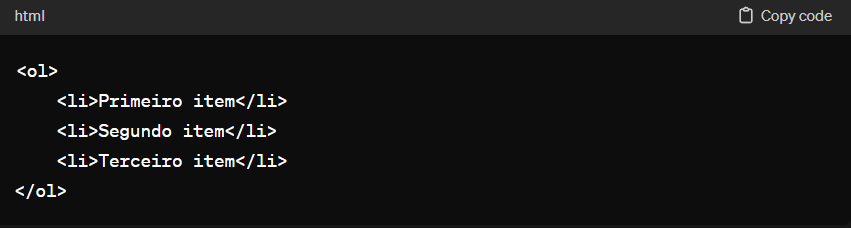 html
Copy code
<ol>
    <li>Primeiro item</li>
    <li>Segundo item</li>
    <li>Terceiro item</li>
</ol>